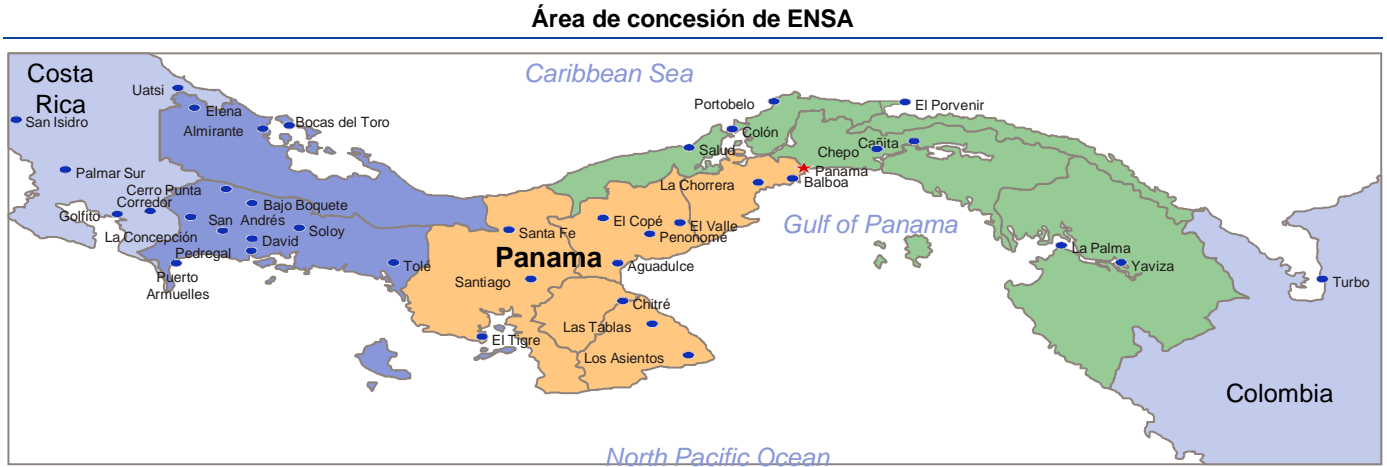 Área de concesión de ENSA
Costa
Rica
Caribbean Sea
Uatsi
Elena
San Isidro
Almirante
Bocas del Toro
Portobelo
El Porvenir
Colón
Salud
Chepo
Cañita
Palmar Sur
Cerro Punta
Corredor
Golfito
Bajo Boquete
San
Andrés
Soloy
La Concepción
David
Pedregal
Puerto
Armuelles
Tolé
La Chorrera
Panamá
Balboa
El Copé
El Valle
Penonomé
Santa Fe
Panama
Gulf of Panama
Aguadulce
Santiago
Chitré
Las Tablas
El Tigre
Los Asientos
La Palma
Yaviza
Turbo
Colombia
North Pacific Ocean